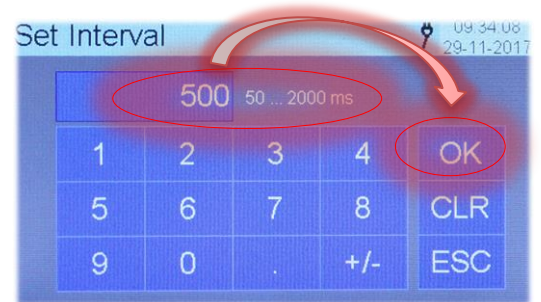 Set Interval
09:34:08
29-11-2017
500 50 ... 2000 ms
1 2 3 4 OK
5 6 7 8 CLR
9 0 . +/- ESC